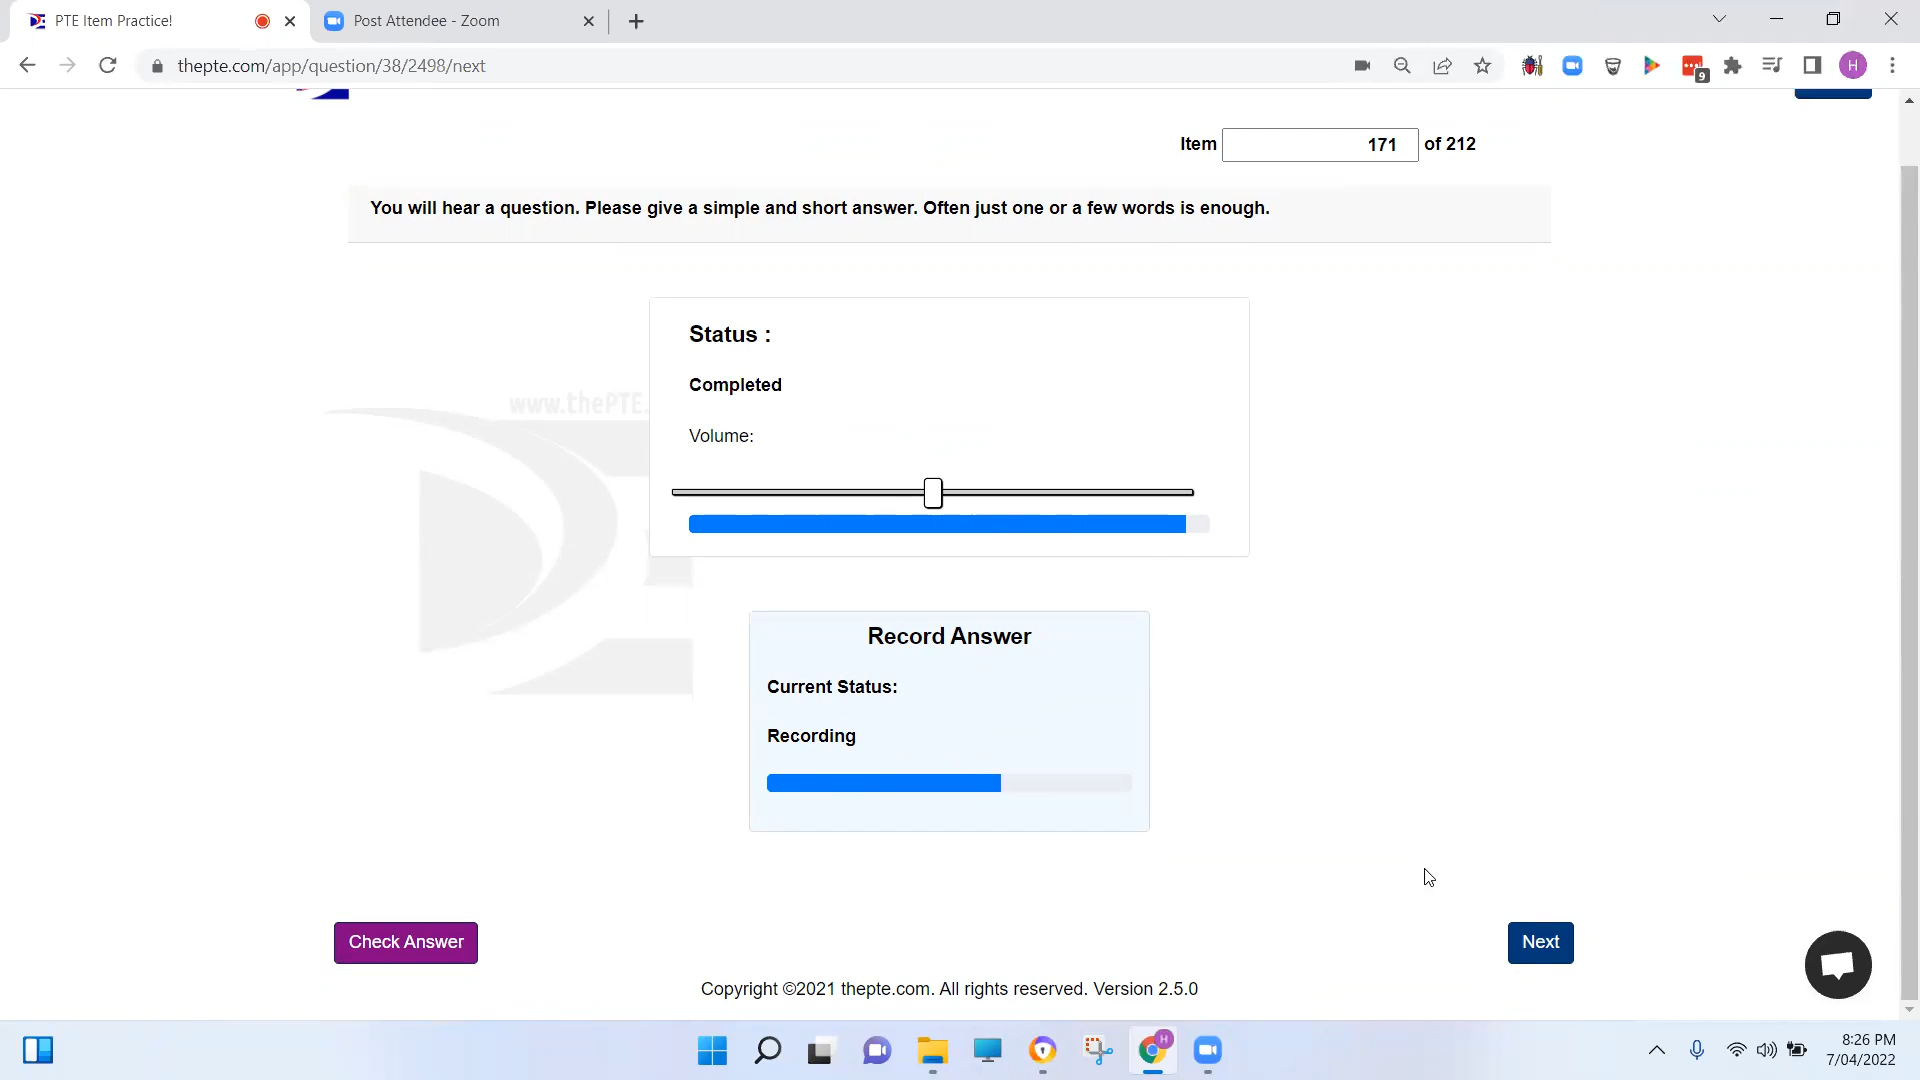 PTE Item Practice!
Post Attendee - Zoom
thepte.com/app/question/38/2498/next
9
H
Item 171 of 212
You will hear a question. Please give a simple and short answer. Often just one or a few words is enough.
Status :
Completed
www.thePTE.
Volume:
Record Answer
Current Status:
Recording
Check Answer
Next
Copyright ©2021 thepte.com. All rights reserved. Version 2.5.0
H
8:26 PM
7/04/2022